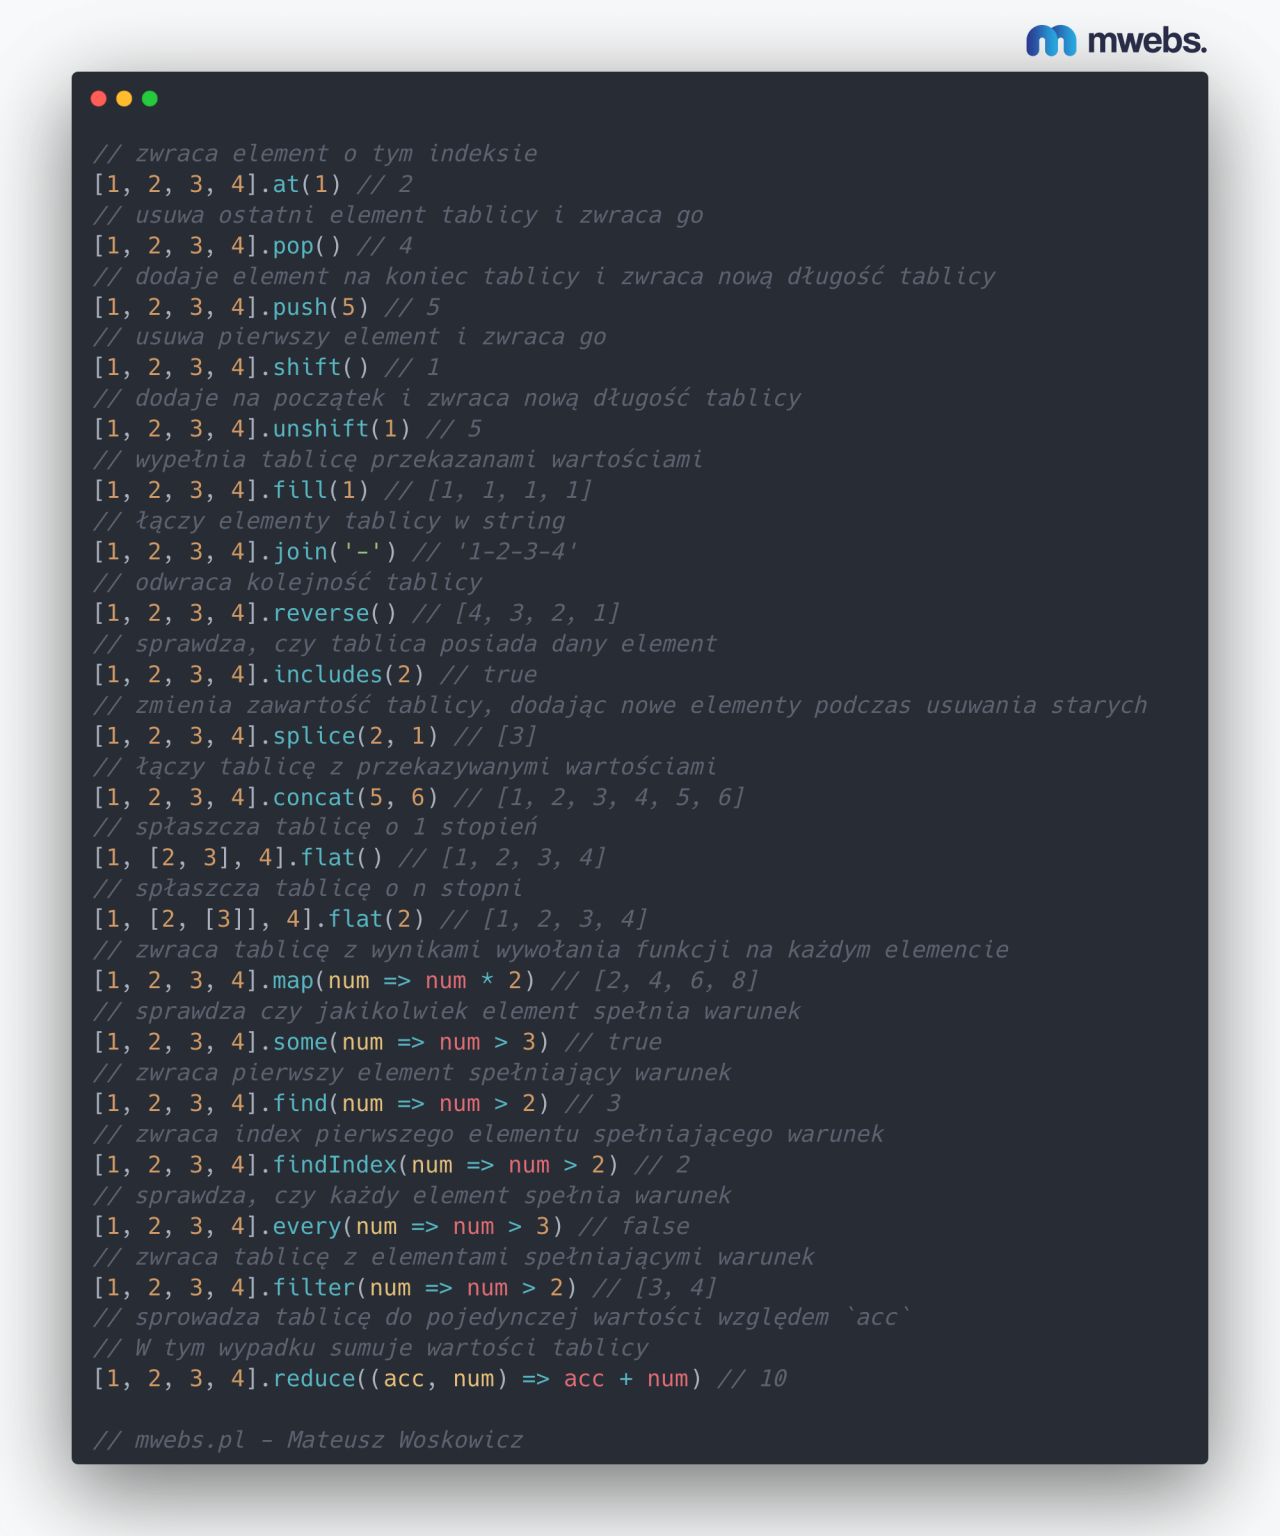 mwebs.
// zwraca element o tym indeksie
[1, 2, 3, 4].at(1) // 2
// usuwa ostatni element tablicy i zwraca go
[1, 2, 3, 4].pop() // 4
// dodaje element na koniec tablicy i zwraca nową długość tablicy
[1, 2, 3, 4].push(5) // 5
// usuwa pierwszy element i zwraca go
[1, 2, 3, 4].shift() // 1
// dodaje na początek i zwraca nową długość tablicy
[1, 2, 3, 4].unshift(1) // 5
// wypełnia tablicę przekazanami wartościami
[1, 2, 3, 4].fill(1) // [1, 1, 1, 1]
// łączy elementy tablicy w string
[1, 2, 3, 4].join('-') // '1-2-3-4'
// odwraca kolejność tablicy
[1, 2, 3, 4].reverse() // [4, 3, 2, 1]
// sprawdza, czy tablica posiada dany element
[1, 2, 3, 4].includes(2) // true
// zmienia zawartość tablicy, dodając nowe elementy podczas usuwania starych
[1, 2, 3, 4].splice(2, 1) // [3]
// łączy tablicę z przekazywanymi wartościami
[1, 2, 3, 4].concat(5, 6) // [1, 2, 3, 4, 5, 6]
// spłaszcza tablicę o 1 stopień
[1, [2, 3], 4].flat() // [1, 2, 3, 4]
// spłaszcza tablicę o n stopni
[1, [2, [3]], 4].flat(2) // [1, 2, 3, 4]
// zwraca tablicę z wynikami wywołania funkcji na każdym elemencie
[1, 2, 3, 4].map(num => num * 2) // [2, 4, 6, 8]
// sprawdza czy jakikolwiek element spełnia warunek
[1, 2, 3, 4].some(num => num > 3) // true
// zwraca pierwszy element spełniający warunek
[1, 2, 3, 4].find(num => num > 2) // 3
// zwraca index pierwszego elementu spełniającego warunek
[1, 2, 3, 4].findIndex(num => num > 2) // 2
// sprawdza, czy każdy element spełnia warunek
[1, 2, 3, 4].every(num => num > 3) // false
// zwraca tablicę z elementami spełniającymi warunek
[1, 2, 3, 4].filter(num => num > 2) // [3, 4]
// sprowadza tablicę do pojedynczej wartości względem `acc`
// W tym wypadku sumuje wartości tablicy
[1, 2, 3, 4].reduce((acc, num) => acc + num) // 10
// mwebs.pl - Mateusz Woskowicz